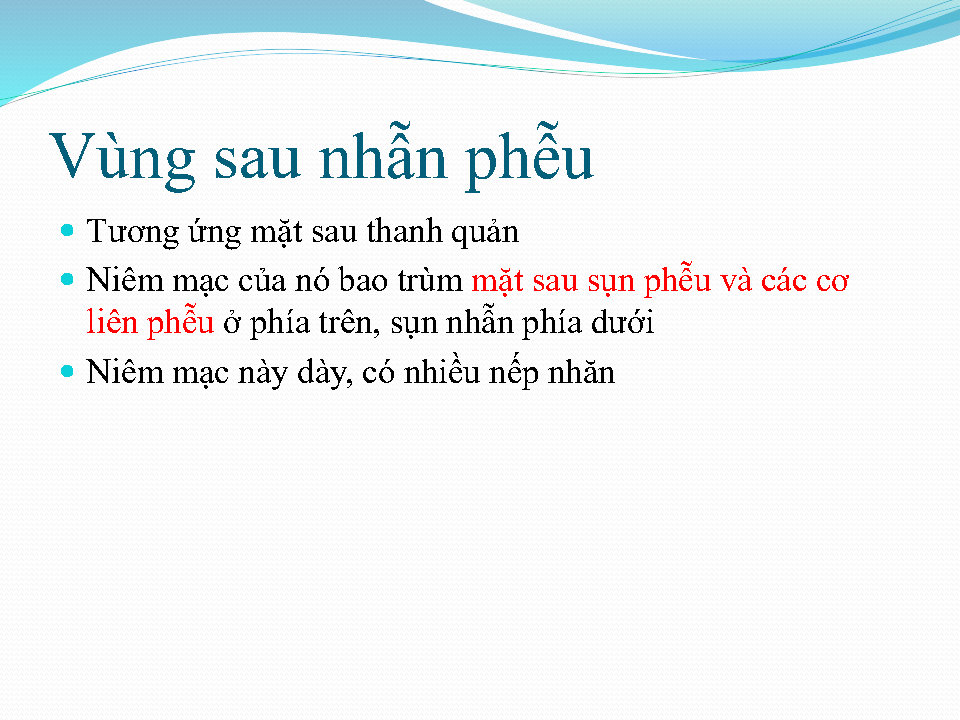 Vùng sau nhẫn phễu
Tương ứng mặt sau thanh quản
Niêm mạc của nó bao trùm mặt sau sụn phễu và các cơ
liên phễu ở phía trên, sụn nhẫn phía dưới
Niêm mạc này dày, có nhiều nếp nhăn